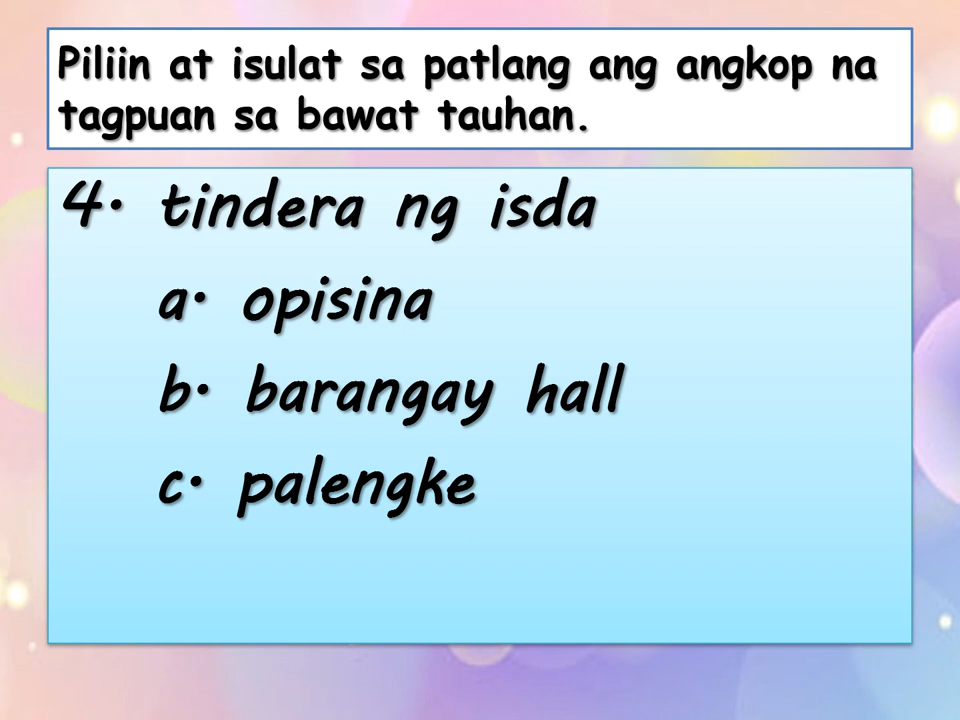 Piliin at isulat sa patlang ang angkop na
tagpuan sa bawat tauhan.
4. tindera ng isda
a. opisina
b. barangay hall
c. palengke